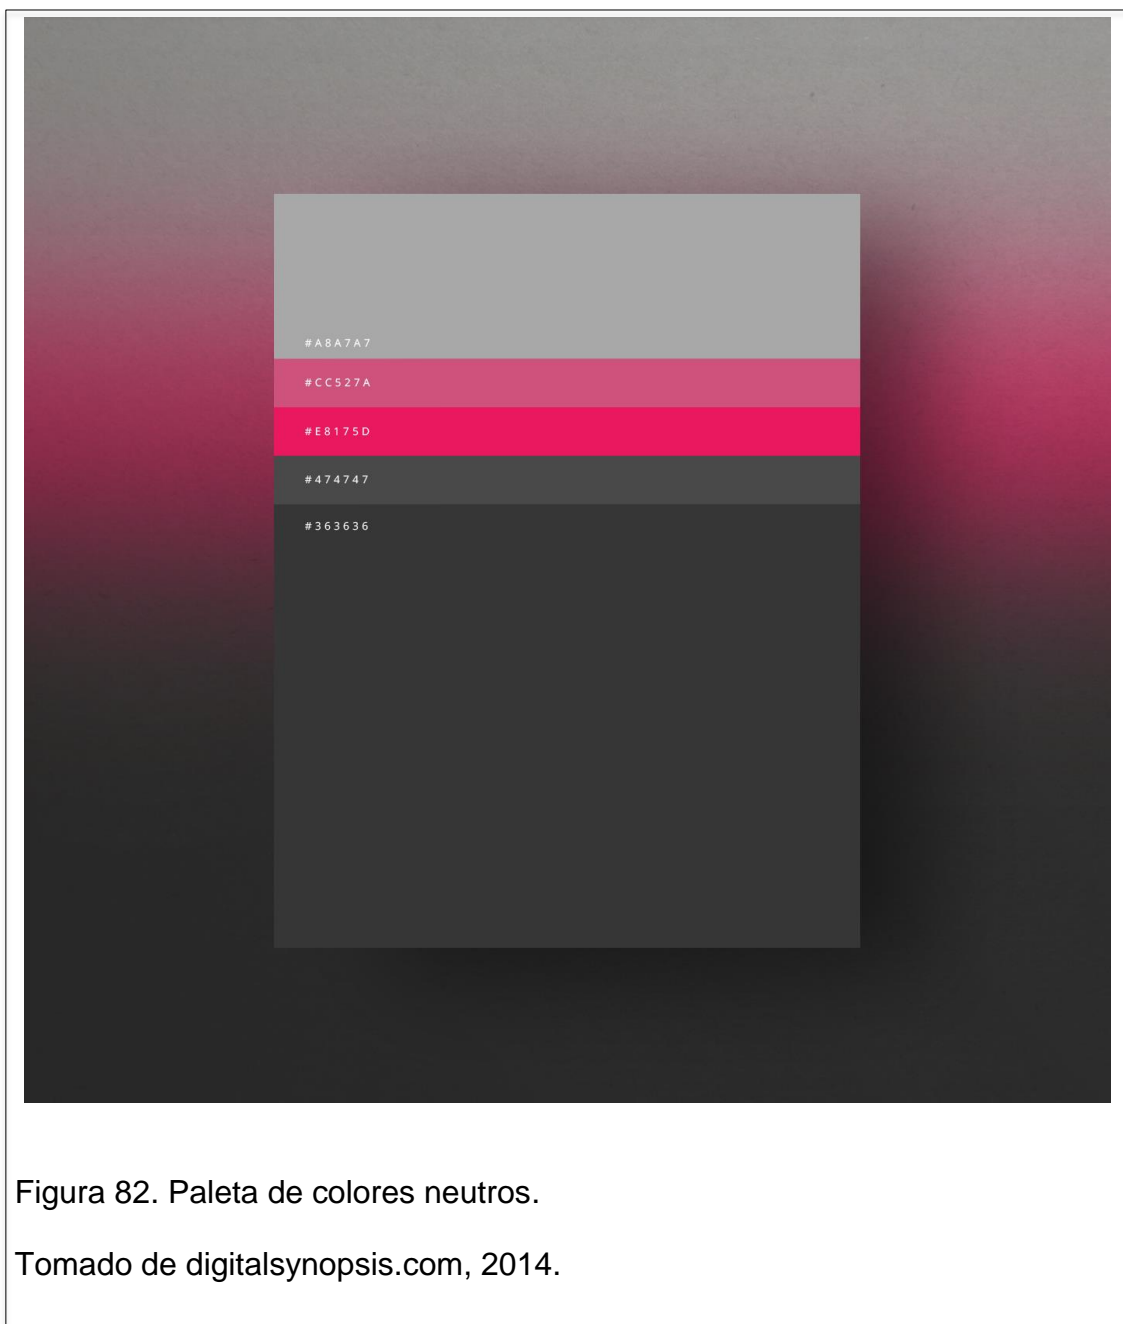 #A8A7A7
#CC527A
#E8175D
#474747
#363636
Figura 82. Paleta de colores neutros.
Tomado de digitalsynopsis.com, 2014.